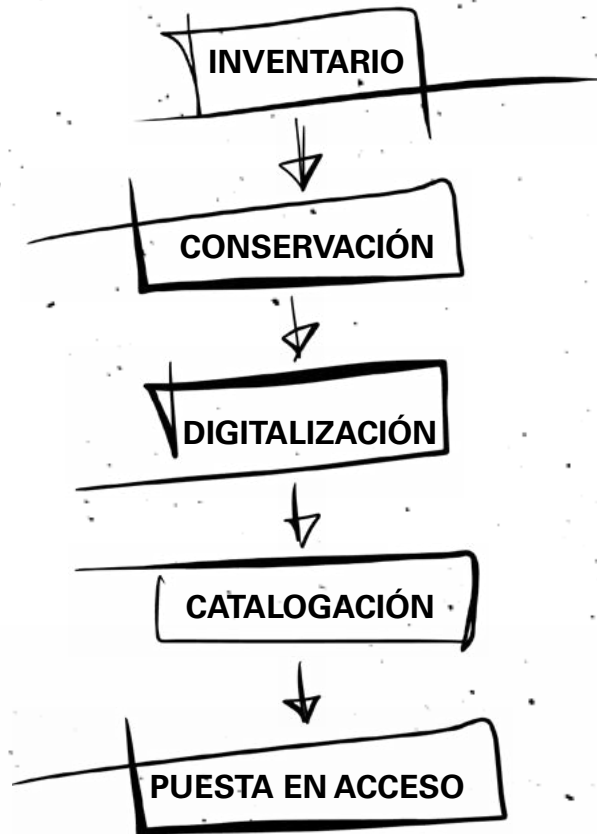 INVENTARIO
CONSERVACIÓN
DIGITALIZACIÓN
CATALOGACIÓN
PUESTA EN ACCESO